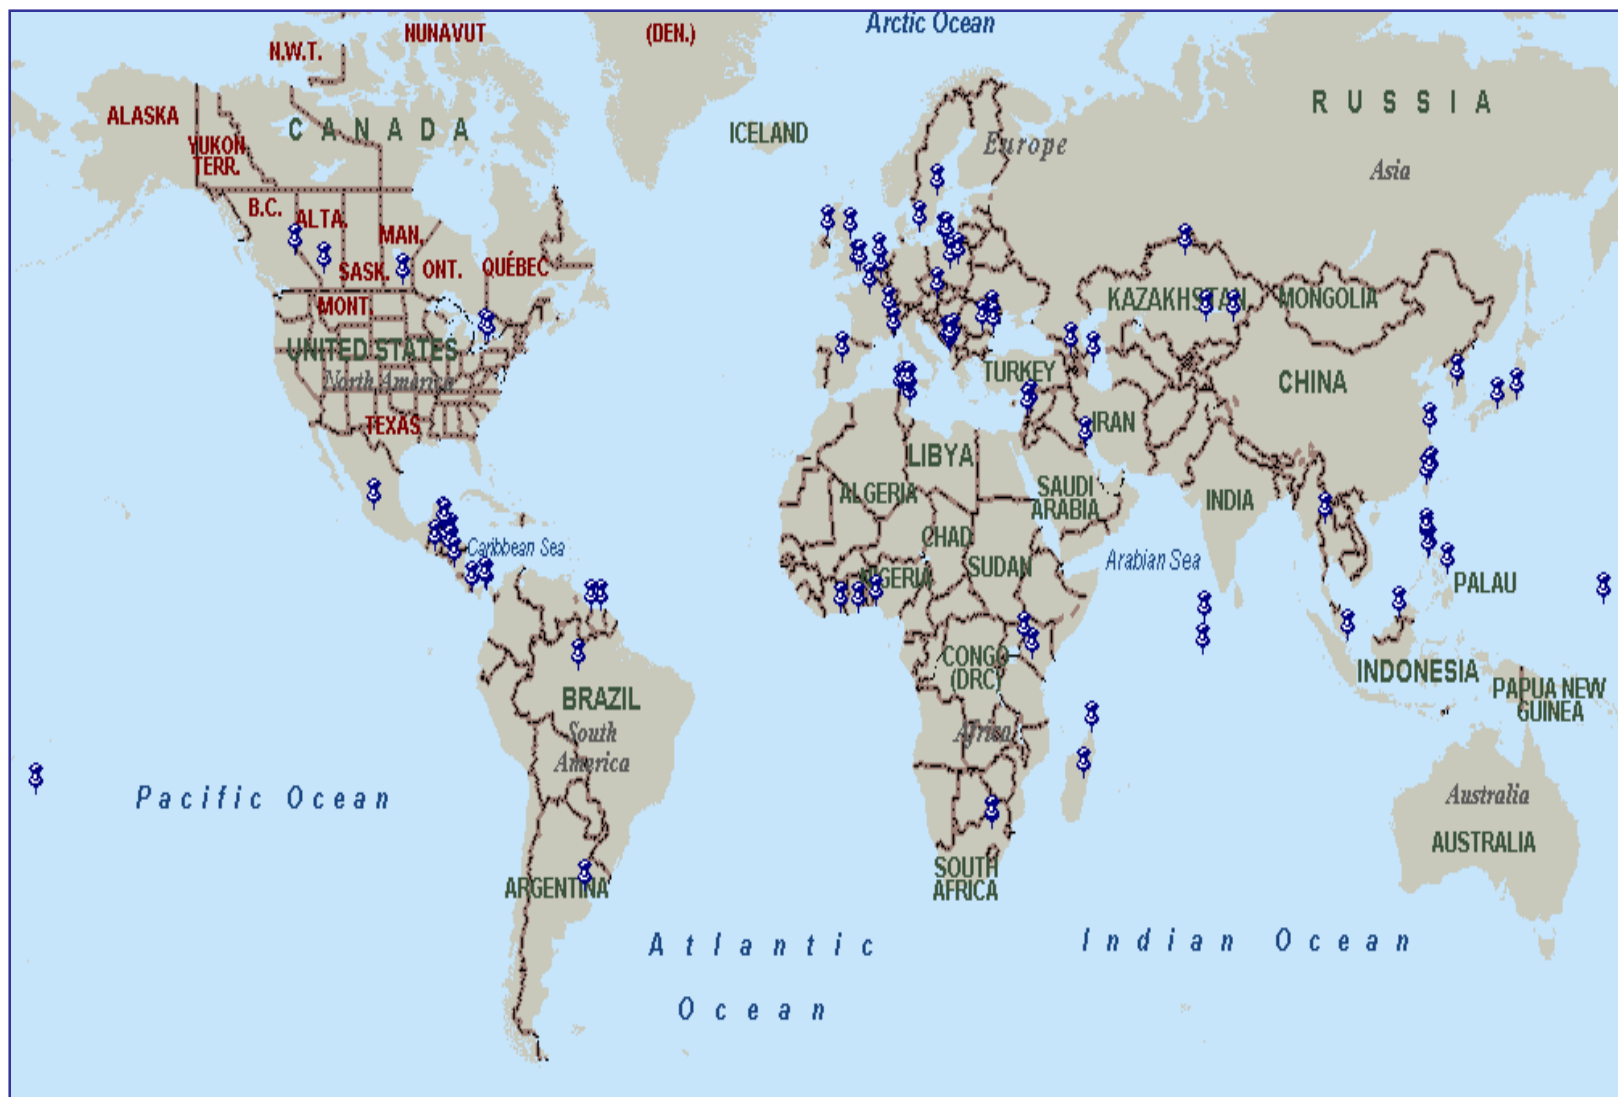 Arctic Ocean
NUNAVUT
(DEN.)
N.W.T.
RUSSIA
ALASKA
CANADA
ICELAND
YUKON
TERR.
Europe
Asia
B.C.
ALTA.
MAN.
SASK.
ONT.
QUÉBEC
MONT.
KAZAKHSTAN
MONGOLIA
UNITED STATES
North America
TURKEY
CHINA
TEXAS
IRAN
LIBYA
ALGERIA
SAUDI
ARABIA
INDIA
CHAD
Caribbean Sea
SUDAN
Arabian Sea
NIGERIA
PALAU
CONGO
(DRC)
INDONESIA
PAPUA NEW
GUINEA
BRAZIL
South
America
Africa
Pacific Ocean
Australia
AUSTRALIA
ARGENTINA
SOUTH
AFRICA
Atlantic
Ocean
Indian Ocean